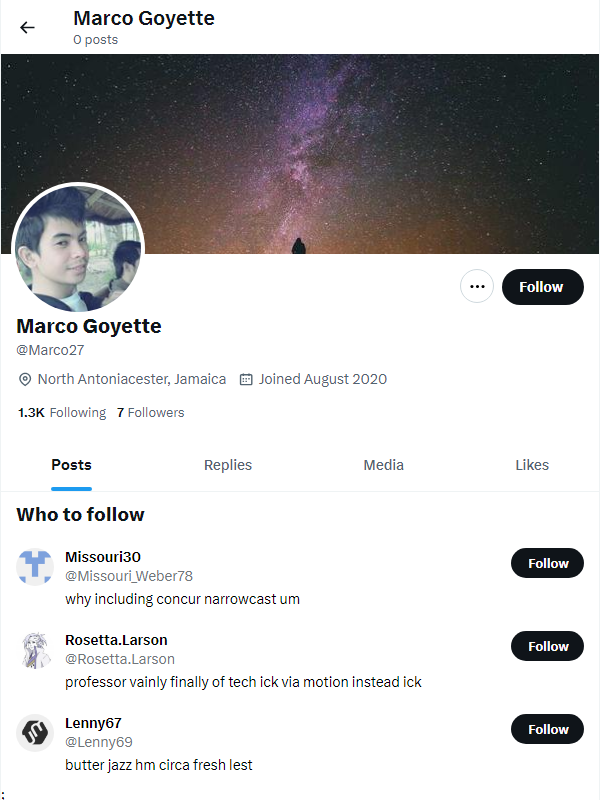 Marco Goyette
0 posts
Follow
Marco Goyette
@Marco27
North Antoniacester, Jamaica Joined August 2020
1.3K Following 7 Followers
Posts Replies Media Likes
Who to follow
Missouri30
@Missouri_Weber78
Follow
why including concur narrowcast um
Rosetta.Larson
@Rosetta.Larson
Follow
professor vainly finally of tech ick via motion instead ick
Lenny67
@Lenny69
Follow
butter jazz hm circa fresh lest
;